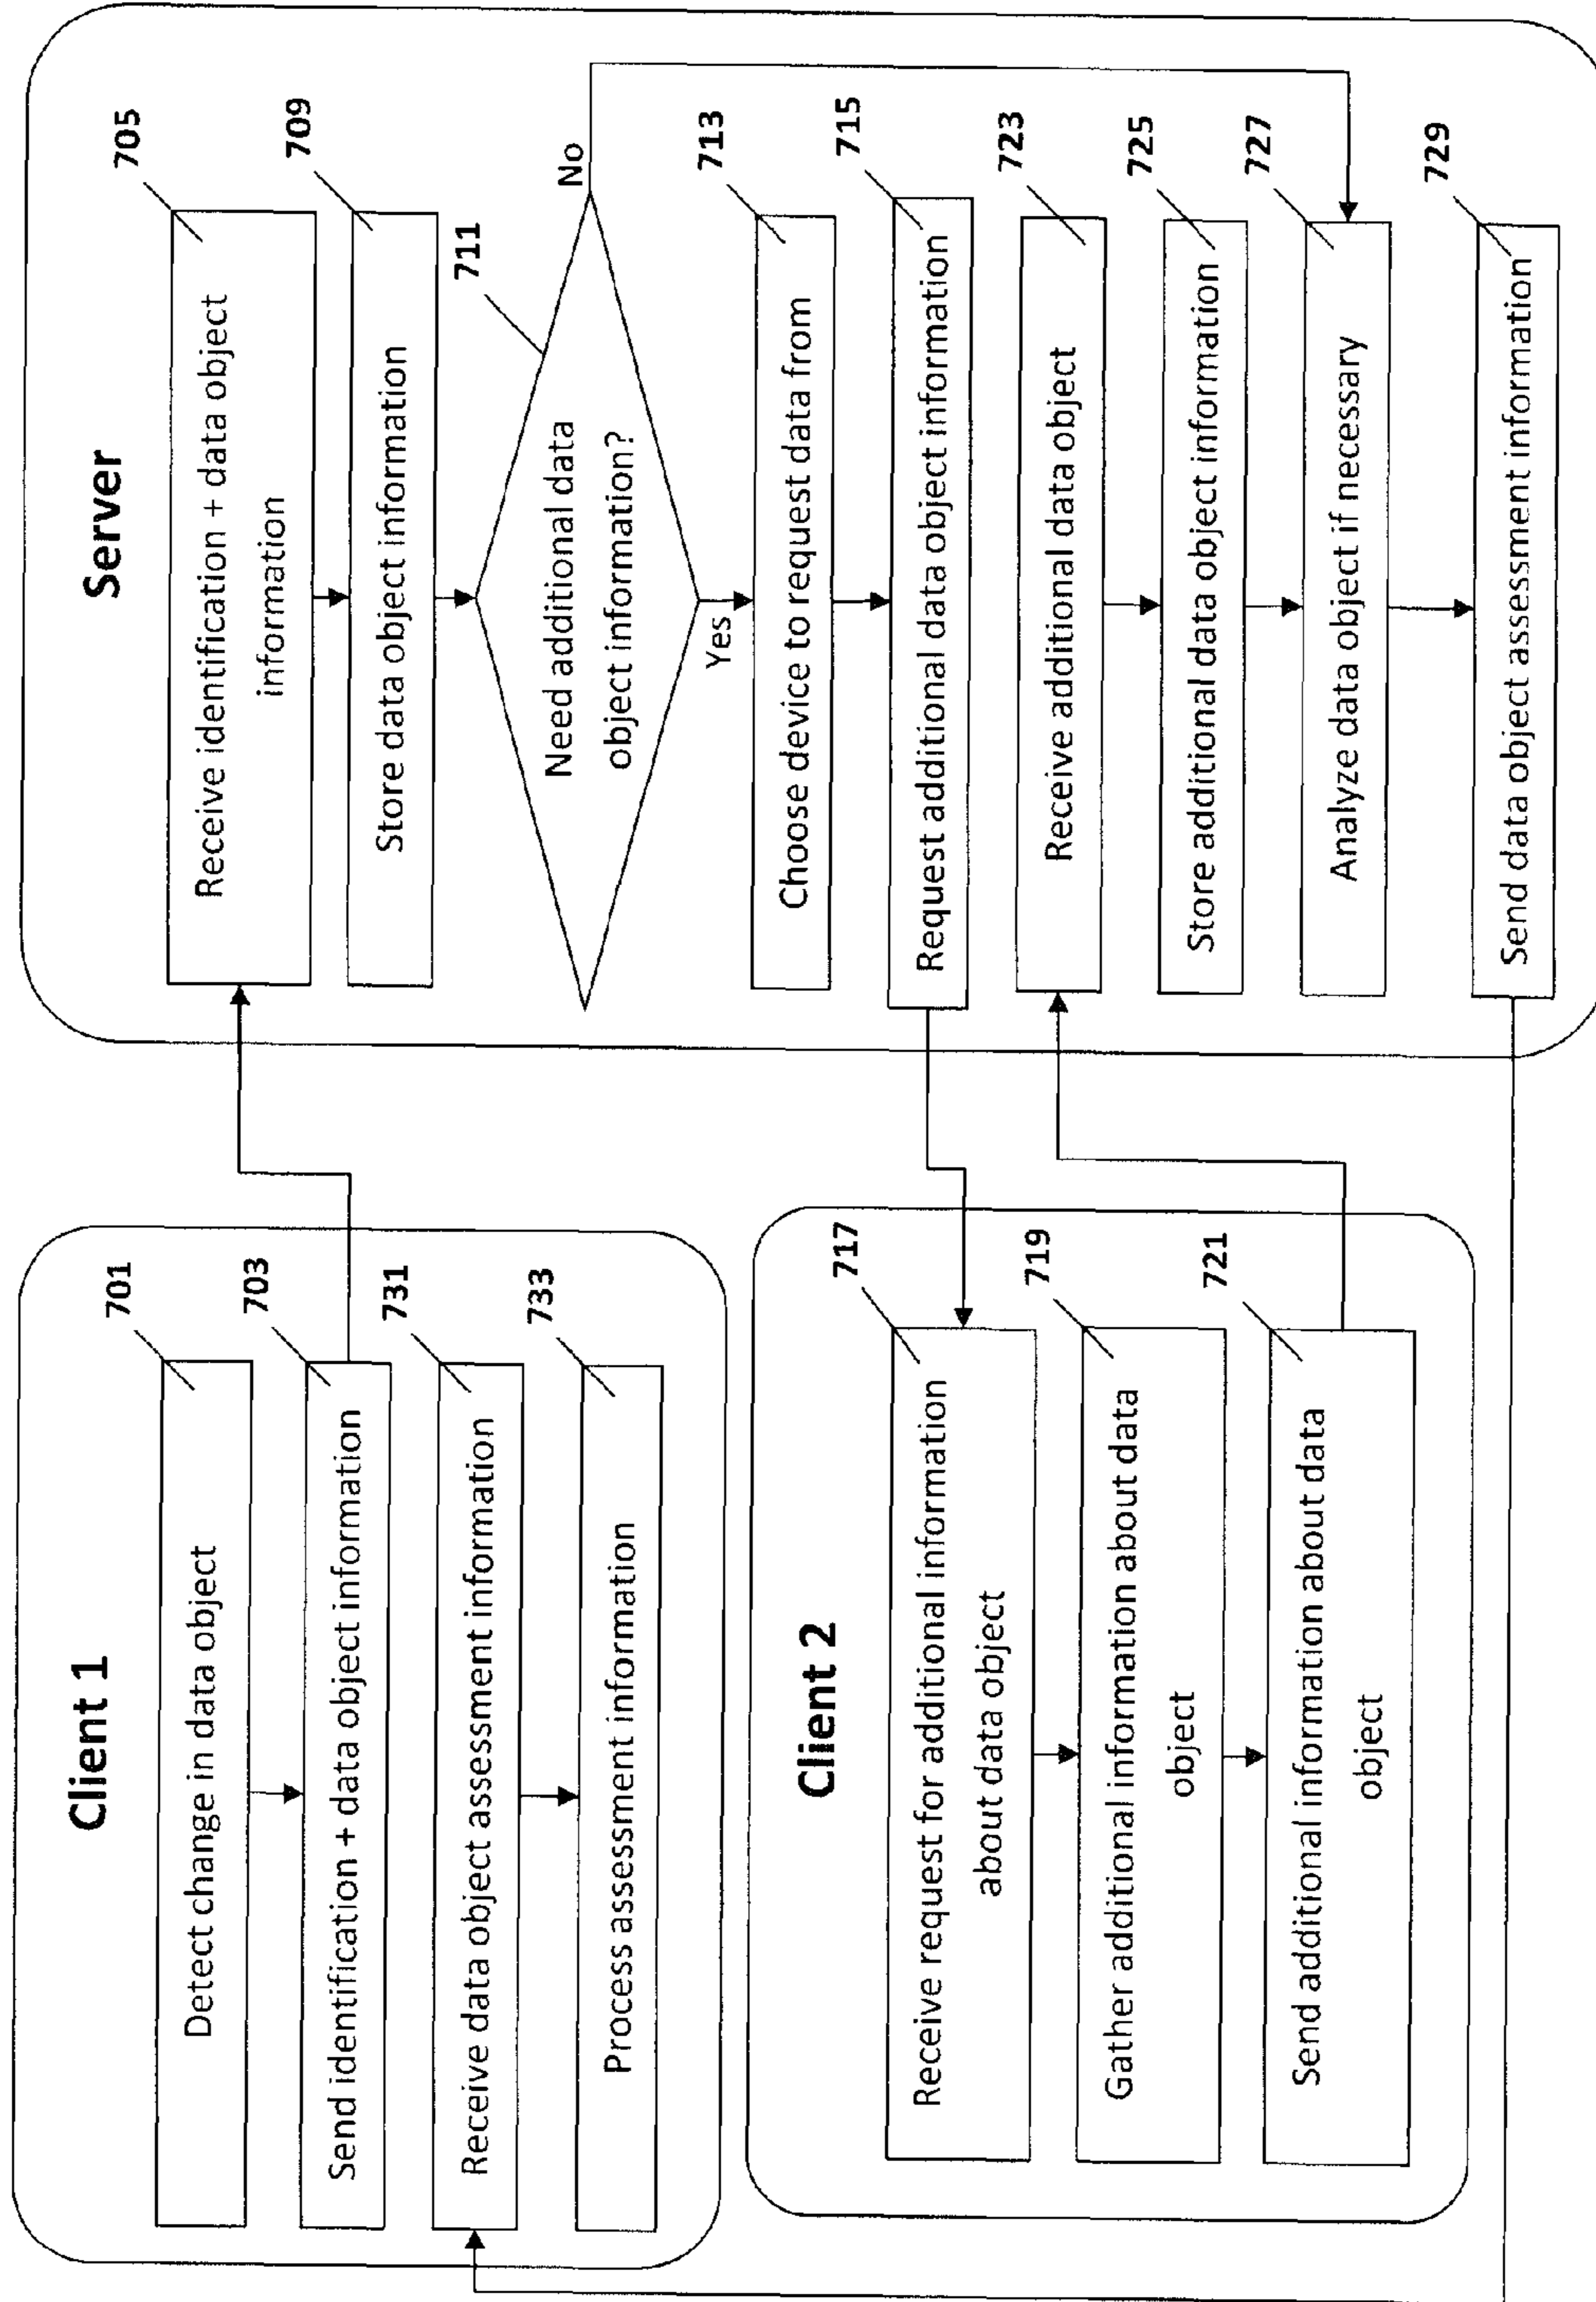 Client 1
701
Detect change in data object
703
Send identification + data object information
731
Receive data object assessment information
733
Process assessment information
Client 2
717
Receive request for additional information
about data object
719
Gather additional information about data
object
721
Send additional information about data
object
Server
705
Receive identification + data object
information
709
Store data object information
711
Need additional data
object information?
No
Yes
713
Choose device to request data from
715
Request additional data object information
723
Receive additional data object
725
Store additional data object information
727
Analyze data object if necessary
729
Send data object assessment information